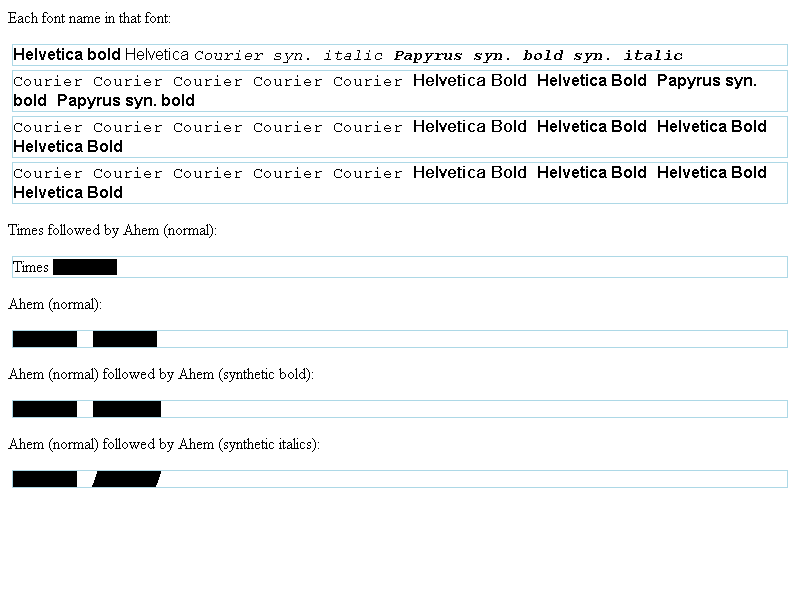 Each font name in that font:
Helvetica bold Helvetica Courier syn. italic Papyrus syn. bold syn. italic
Courier Courier Courier Courier Courier Helvetica Bold Helvetica Bold Papyrus syn.
bold Papyrus syn. bold
Courier Courier Courier Courier Courier Helvetica Bold Helvetica Bold Helvetica Bold
Helvetica Bold
Courier Courier Courier Courier Courier Helvetica Bold Helvetica Bold Helvetica Bold
Helvetica Bold
Times followed by Ahem (normal):
Times
Ahem (normal):
Ahem (normal) followed by Ahem (synthetic bold):
Ahem (normal) followed by Ahem (synthetic italics):